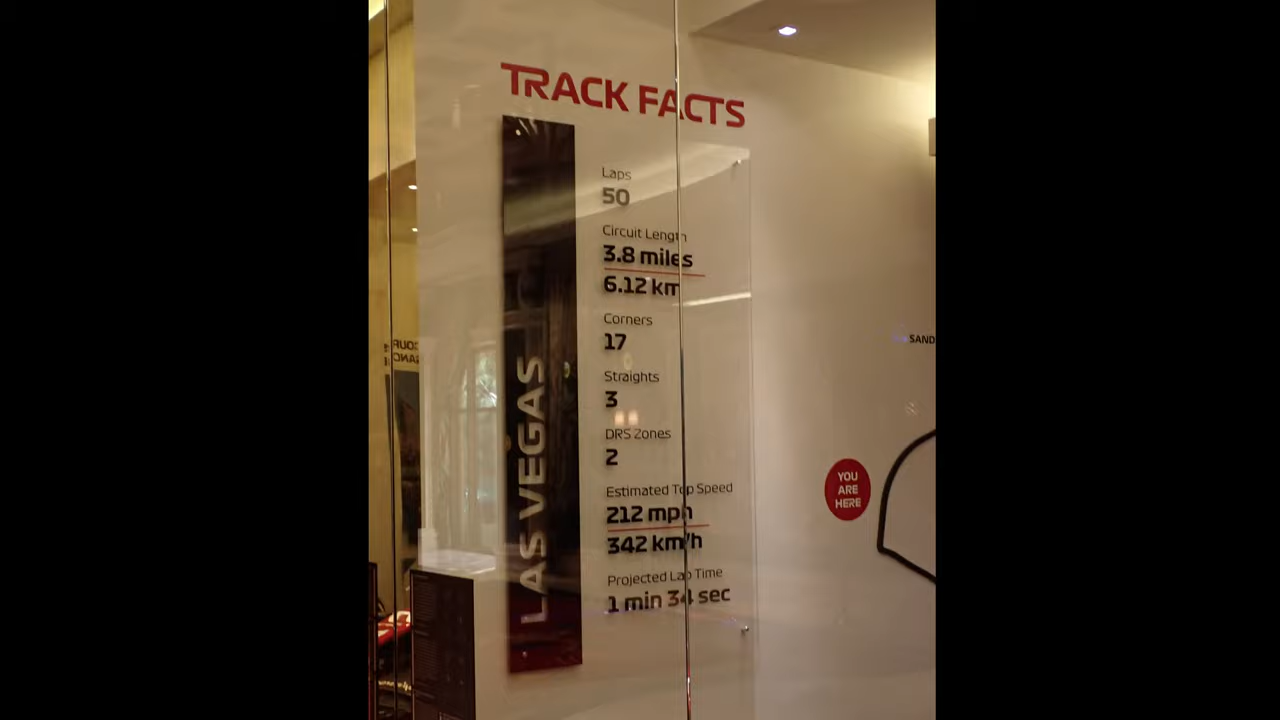 TRACK FACTS
Laps
50
Circuit Length
3.8 miles
6.12 km
Corners
17
Straights
3
DRS Zones
2
Estimated Top Speed
212 mph
342 km/h
Projected Lap Time
1 min 34 sec
LAS VEGAS
SAND
YOU
ARE
HERE